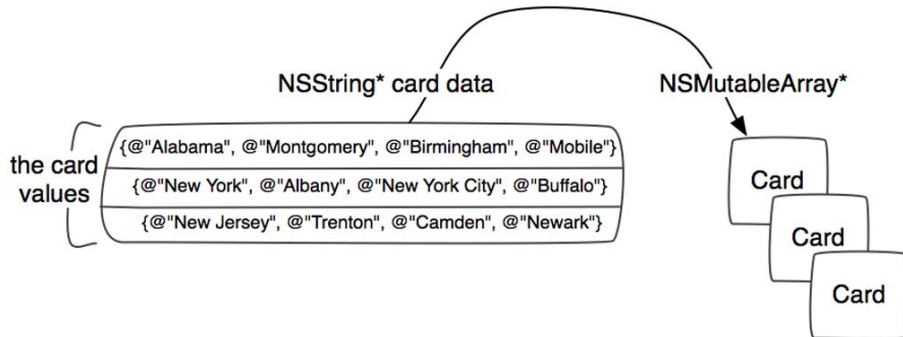 NSString* card data
NSMutableArray*
the card
values
{@"Alabama", @"Montgomery", @"Birmingham", @"Mobile"}
{@"New York", @"Albany", @"New York City", @"Buffalo"}
{@"New Jersey", @"Trenton", @"Camden", @"Newark"}
Card
Card
Card